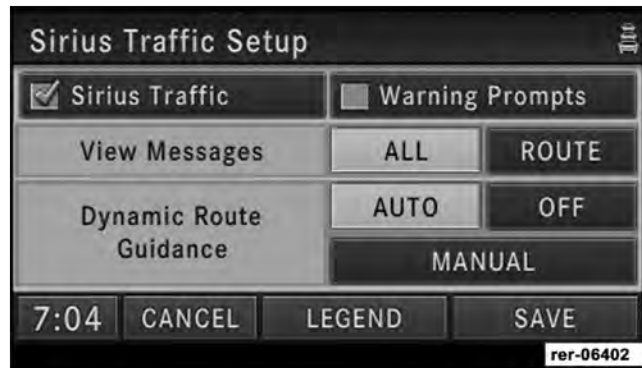 Sirius Traffic Setup
Sirius Traffic
Warning Prompts
View Messages
ALL
ROUTE
Dynamic Route
Guidance
AUTO
OFF
MANUAL
7:04
CANCEL
LEGEND
SAVE
rer-06402